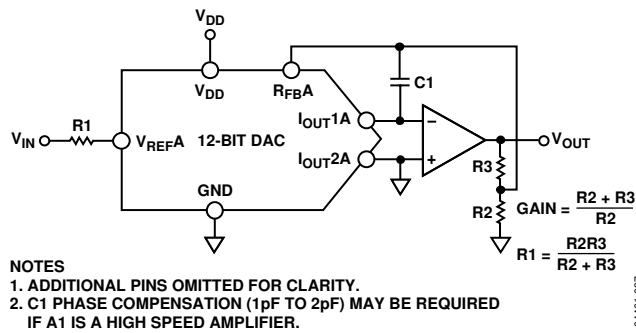 VDD
R1
VIN
VDD
RFBA
C1
VREFA
12-BIT DAC
IOUT1A
IOUT2A
GND
−
+
VOUT
R3
R2
GAIN = R2 + R3
R2
R1 = R2R3
R2 + R3
NOTES
1. ADDITIONAL PINS OMITTED FOR CLARITY.
2. C1 PHASE COMPENSATION (1pF TO 2pF) MAY BE REQUIRED
IF A1 IS A HIGH SPEED AMPLIFIER.